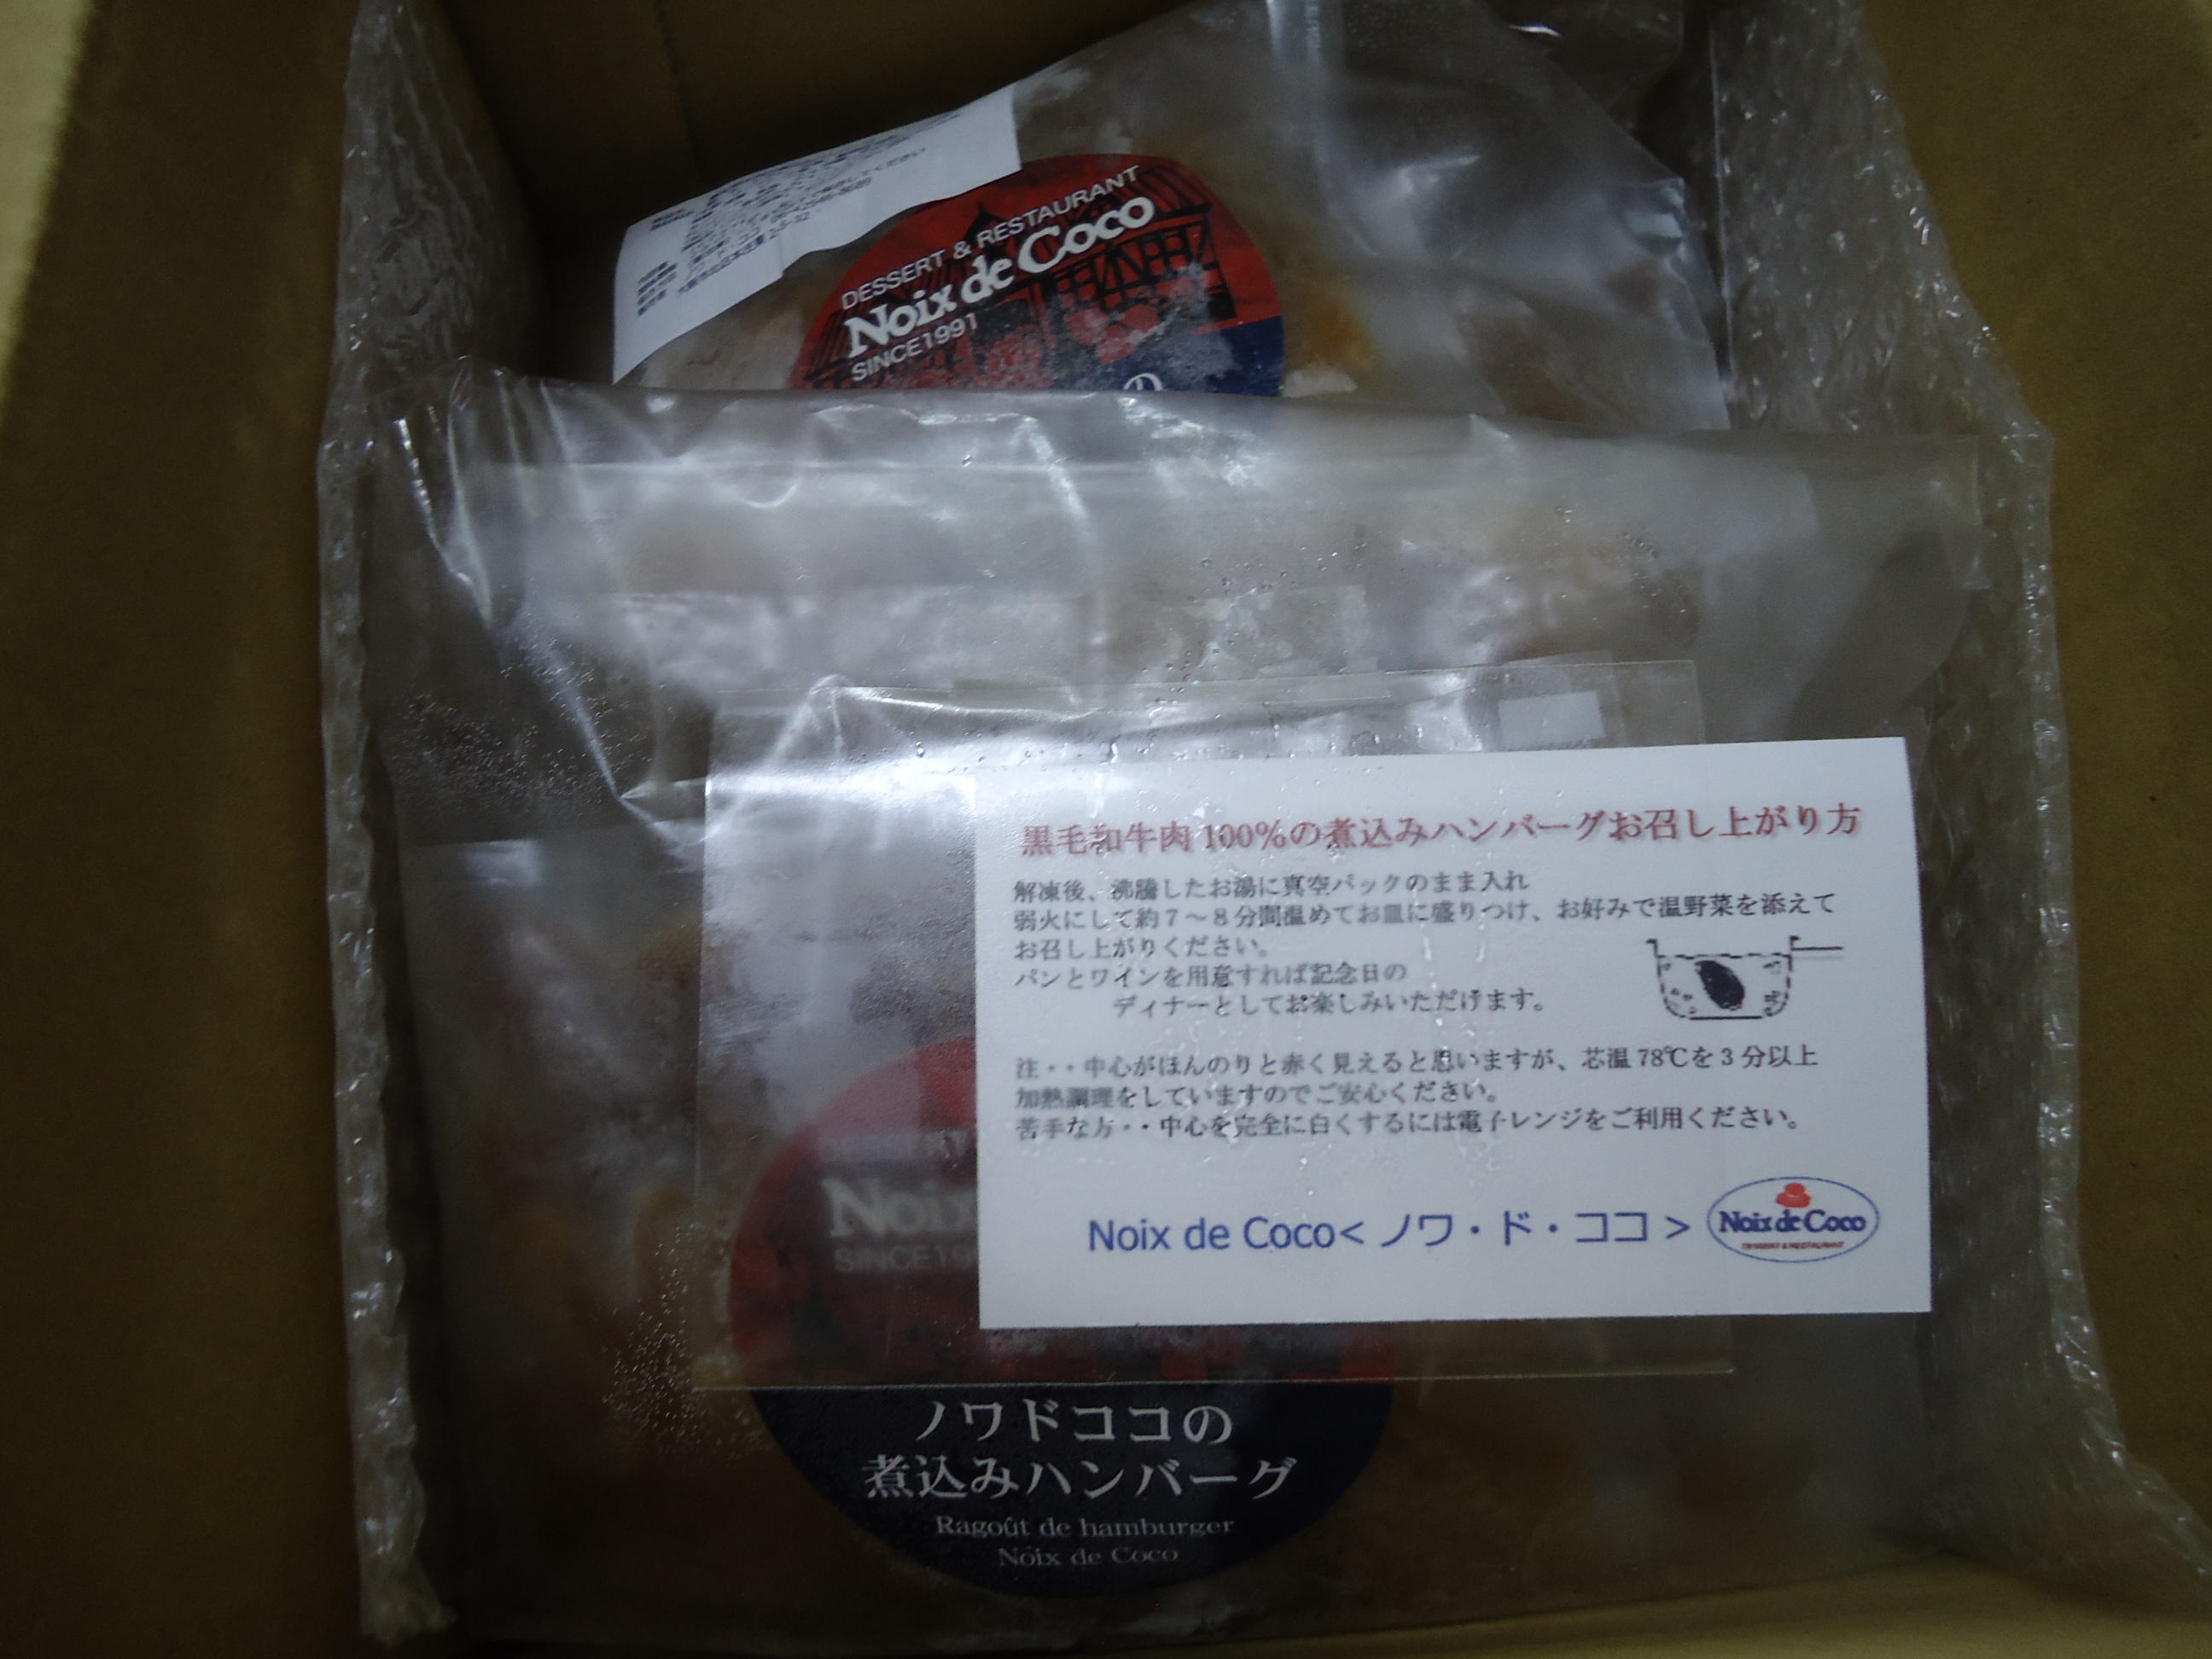 DESSERT & RESTAURANT
Noix de Coco
SINCE1991
の
黒毛和牛肉100％の煮込みハンバーグお召し上がり方
解凍後、沸騰したお湯に真空パックのまま入れ
弱火にして約７～８分間温めてお皿に盛りつけ、お好みで温野菜を添えて
お召し上がりください。
パンとワインを用意すれば記念日の
ディナーとしてお楽しみいただけます。
注・・中心がほんのりと赤く見えると思いますが、芯温78℃を３分以上
加熱調理をしていますのでご安心ください。
苦手な方・・中心を完全に白くするには電子レンジをご利用ください。
Noix de Coco< ノワ・ド・ココ >
Noix de Coco
DESSERT & RESTAURANT
Noix
SINCE19
ノワドココの
煮込みハンバーグ
Ragoût de hamburger
Noix de Coco